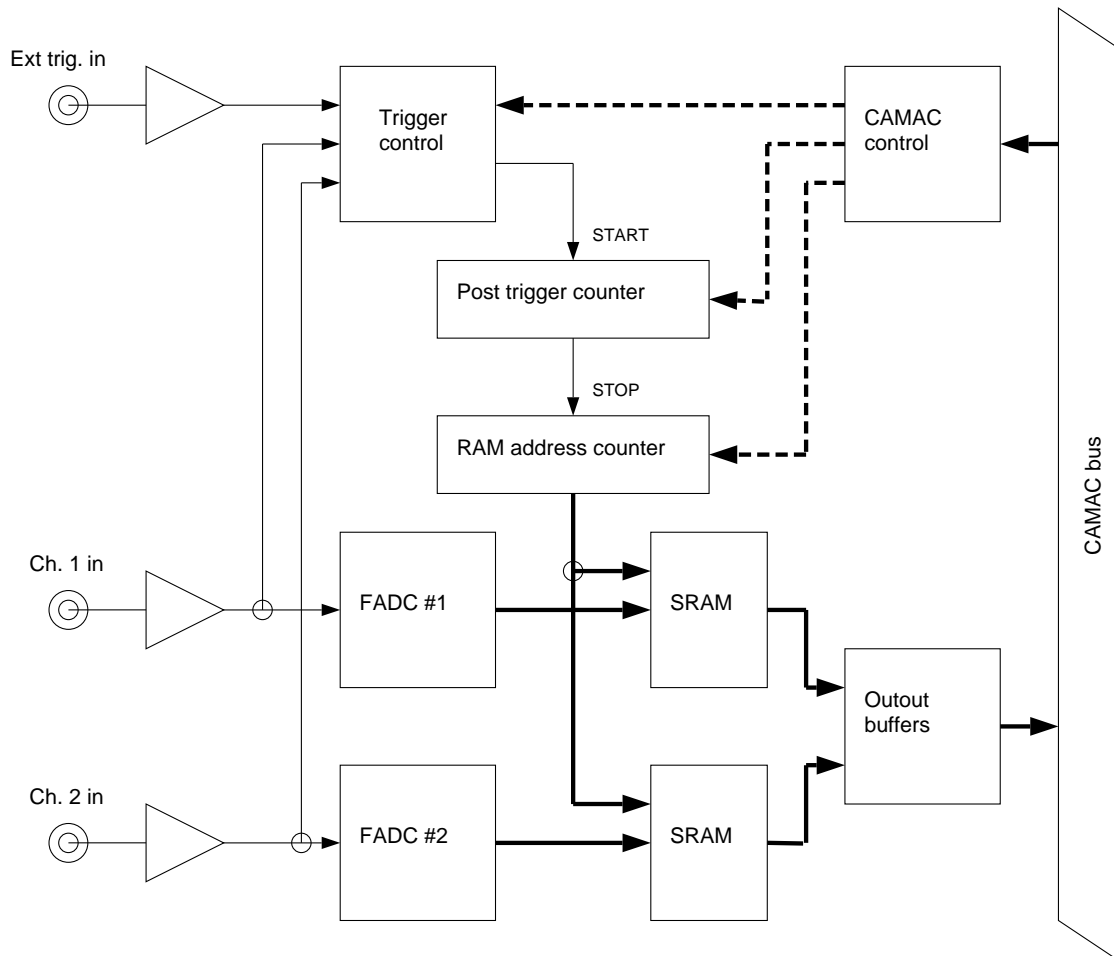 Ext trig. in
Trigger
control
CAMAC
control
START
Post trigger counter
STOP
RAM address counter
CAMAC bus
Ch. 1 in
FADC #1
SRAM
Outout
buffers
Ch. 2 in
FADC #2
SRAM